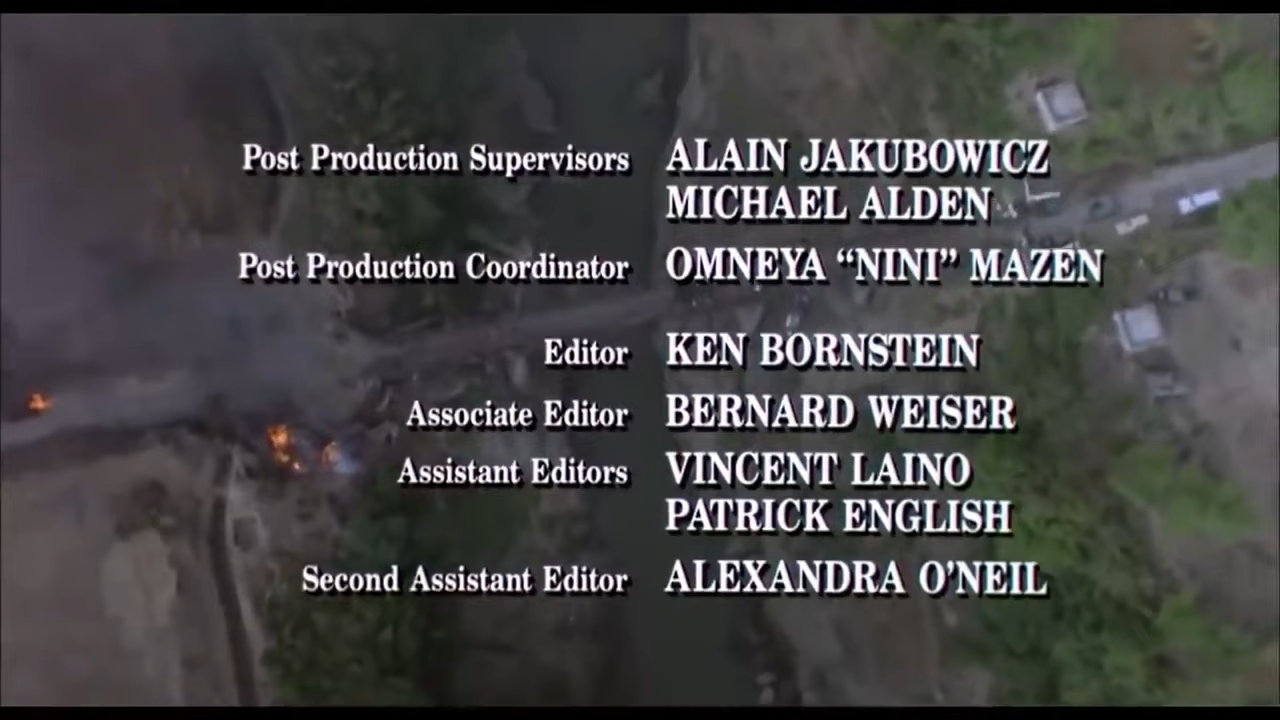 Post Production Supervisors ALAIN JAKUBOWICZ
MICHAEL ALDEN
Post Production Coordinator OMNEYA “NINI” MAZEN
Editor KEN BORNSTEIN
Associate Editor BERNARD WEISER
Assistant Editors VINCENT LAINO
PATRICK ENGLISH
Second Assistant Editor ALEXANDRA O’NEIL